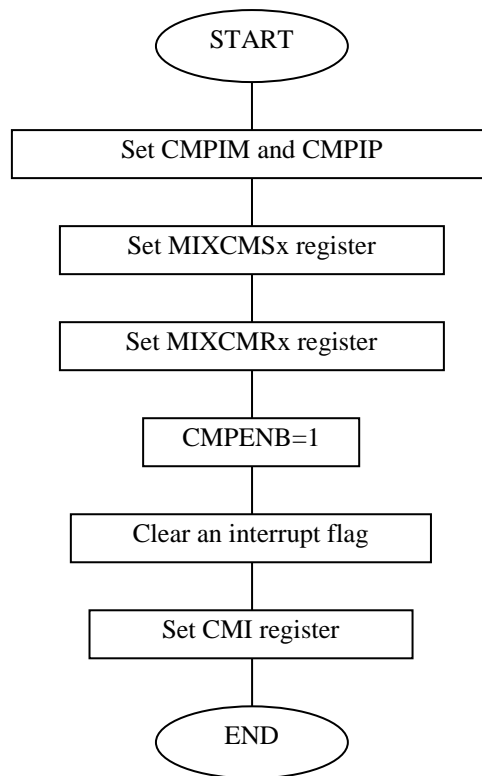 START
Set CMPIM and CMPIP
Set MIXCMSx register
Set MIXCMRx register
CMPENB=1
Clear an interrupt flag
Set CMI register
END